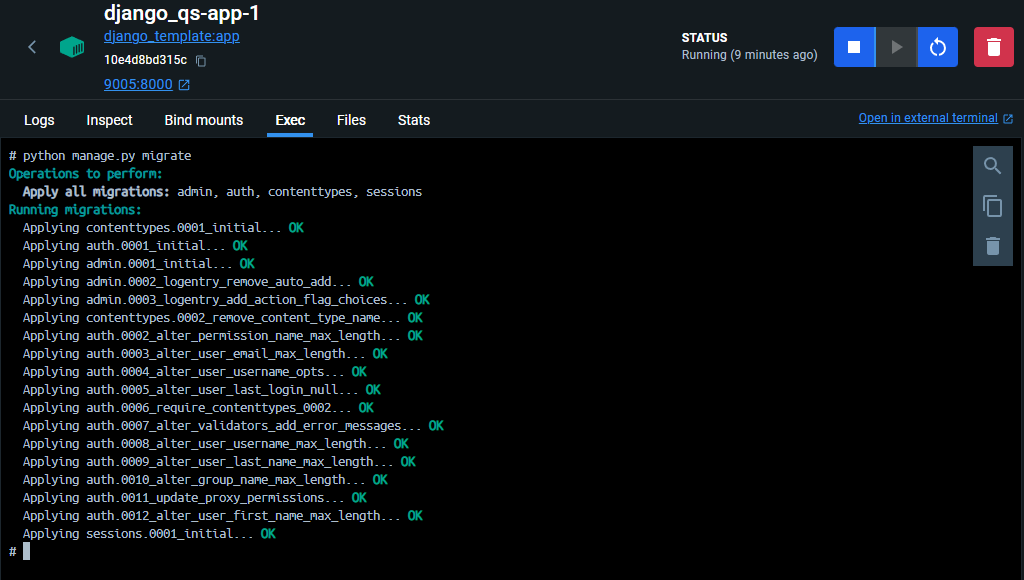 django_qs-app-1
django_template:app
10e4d8bd315c
9005:8000
STATUS
Running (9 minutes ago)
Logs Inspect Bind mounts Exec Files Stats
Open in external terminal
# python manage.py migrate
Operations to perform:
  Apply all migrations: admin, auth, contenttypes, sessions
Running migrations:
  Applying contenttypes.0001_initial... OK
  Applying auth.0001_initial... OK
  Applying admin.0001_initial... OK
  Applying admin.0002_logentry_remove_auto_add... OK
  Applying admin.0003_logentry_add_action_flag_choices... OK
  Applying contenttypes.0002_remove_content_type_name... OK
  Applying auth.0002_alter_permission_name_max_length... OK
  Applying auth.0003_alter_user_email_max_length... OK
  Applying auth.0004_alter_user_username_opts... OK
  Applying auth.0005_alter_user_last_login_null... OK
  Applying auth.0006_require_contenttypes_0002... OK
  Applying auth.0007_alter_validators_add_error_messages... OK
  Applying auth.0008_alter_user_username_max_length... OK
  Applying auth.0009_alter_user_last_name_max_length... OK
  Applying auth.0010_alter_group_name_max_length... OK
  Applying auth.0011_update_proxy_permissions... OK
  Applying auth.0012_alter_user_first_name_max_length... OK
  Applying sessions.0001_initial... OK
#